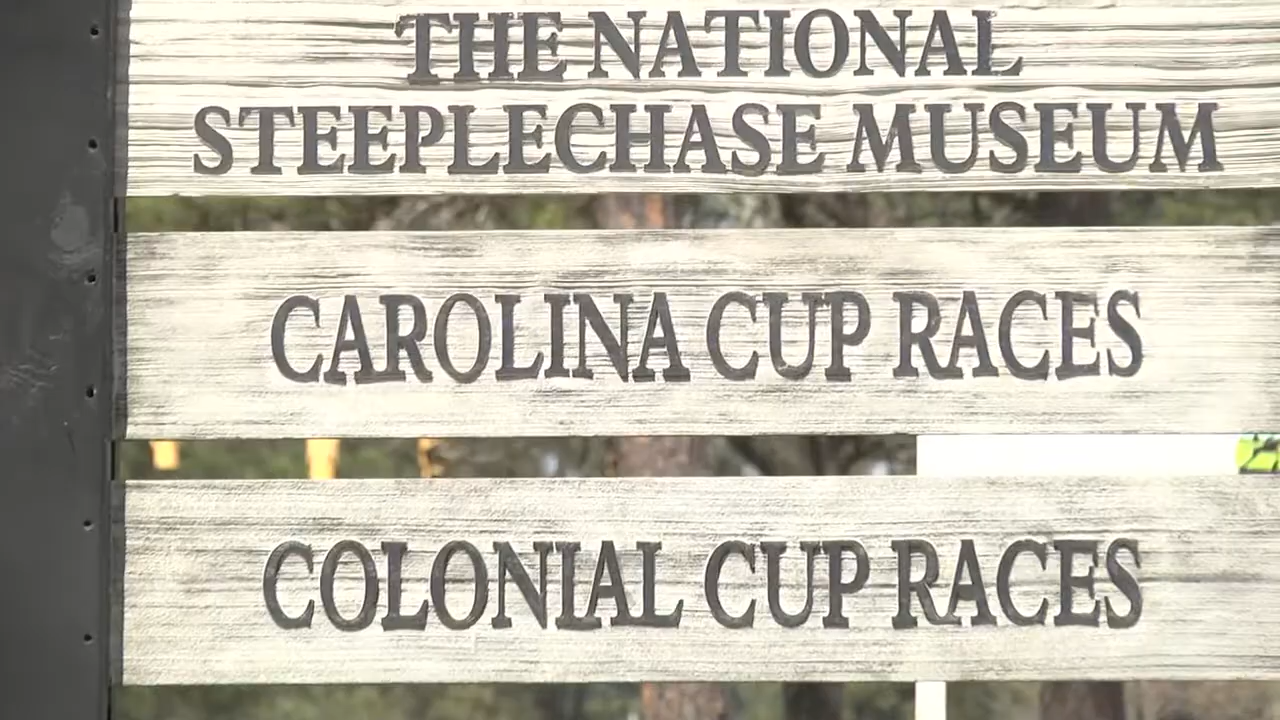 THE NATIONAL
STEEPLECHASE MUSEUM
CAROLINA CUP RACES
COLONIAL CUP RACES